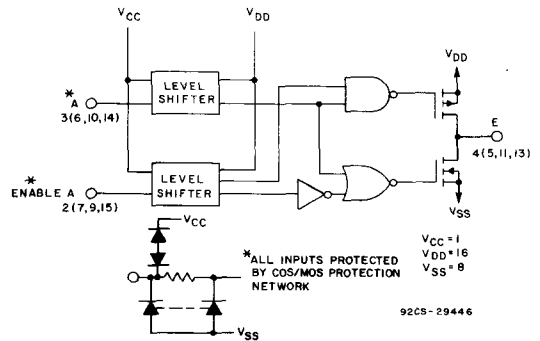 VCC
VDD
LEVEL SHIFTER
* A
3(6,10,14)
VDD
E
4(5,11,13)
LEVEL SHIFTER
* ENABLE A
2(7,9,15)
VSS
VCC
*ALL INPUTS PROTECTED
BY COS/MOS PROTECTION
NETWORK
VSS
VCC=1
VDD=16
VSS=8
92CS-29446